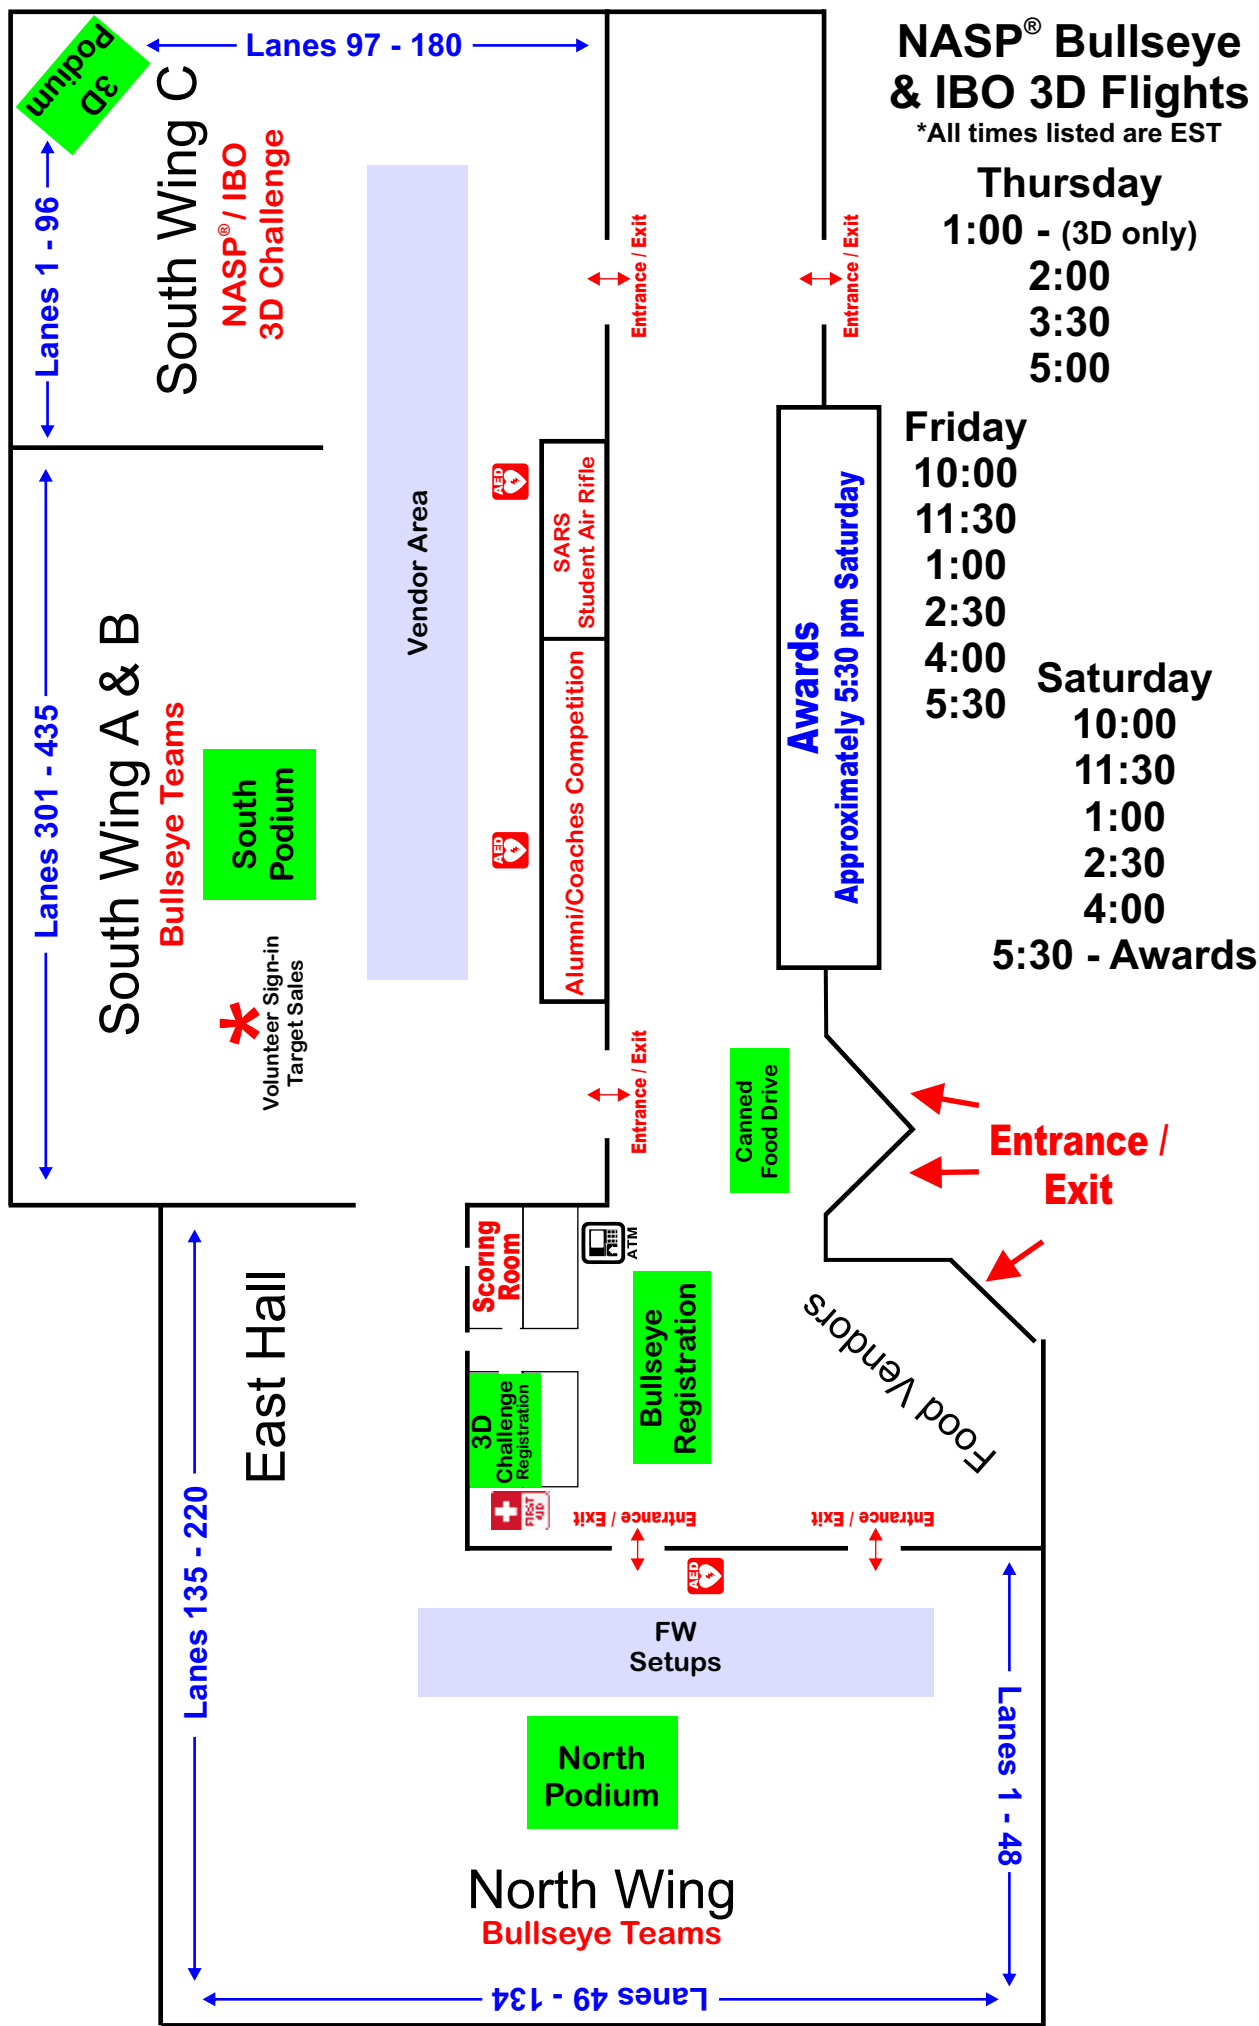 NASP® Bullseye
& IBO 3D Flights
*All times listed are EST
Thursday
1:00 - (3D only)
2:00
3:30
5:00
Friday
10:00
11:30
1:00
2:30
4:00
5:30
Saturday
10:00
11:30
1:00
2:30
4:00
5:30 - Awards
3D
Podium
Lanes 97 - 180
Lanes 1 - 96
South Wing C
NASP® / IBO
3D Challenge
Entrance / Exit
Entrance / Exit
Lanes 301 - 435
South Wing A & B
Bullseye Teams
South
Podium
Volunteer Sign-in
Target Sales
*
Vendor Area
AED
SARS
Student Air Rifle
AED
Alumni/Coaches Competition
Awards
Approximately 5:30 pm Saturday
Entrance / Exit
Canned
Food Drive
Entrance /
Exit
Scoring
Room
ATM
East Hall
Bullseye
Registration
Food Vendors
3D
Challenge
Registration
FIRST
AID
Entrance / Exit
Entrance / Exit
AED
Lanes 135 - 220
FW
Setups
North
Podium
Lanes 1 - 48
North Wing
Bullseye Teams
Lanes 49 - 134